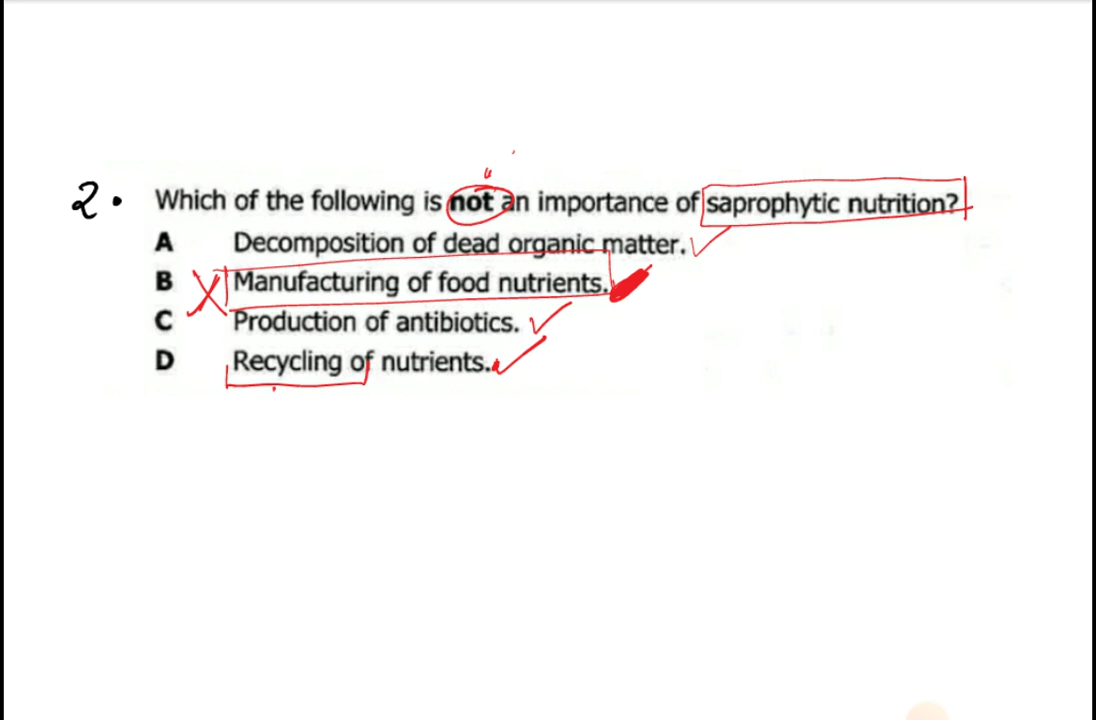 2. Which of the following is not an importance of saprophytic nutrition?
A Decomposition of dead organic matter.
B Manufacturing of food nutrients.
C Production of antibiotics.
D Recycling of nutrients.